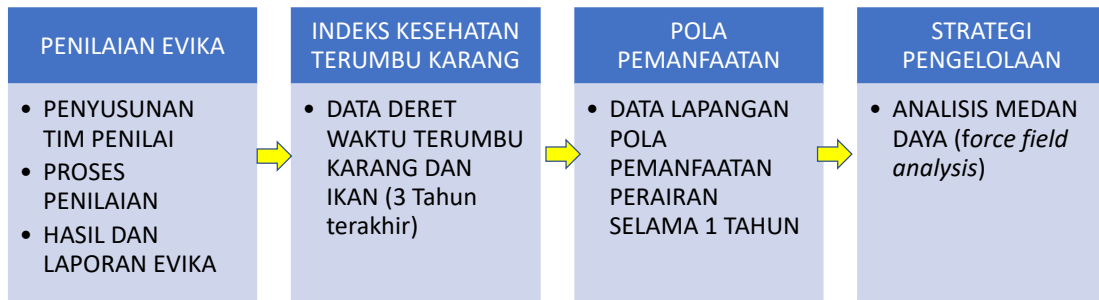 PENILAIAN EVIKA
• PENYUSUNAN
TIM PENILAI
• PROSES
PENILAIAN
• HASIL DAN
LAPORAN EVIKA
INDEKS KESEHATAN
TERUMBU KARANG
• DATA DERET
WAKTU TERUMBU
KARANG DAN
IKAN (3 Tahun
terakhir)
POLA
PEMANFAATAN
• DATA LAPANGAN
POLA
PEMANFAATAN
PERAIRAN
SELAMA 1 TAHUN
STRATEGI
PENGELOLAAN
• ANALISIS MEDAN
DAYA (force field
analysis)